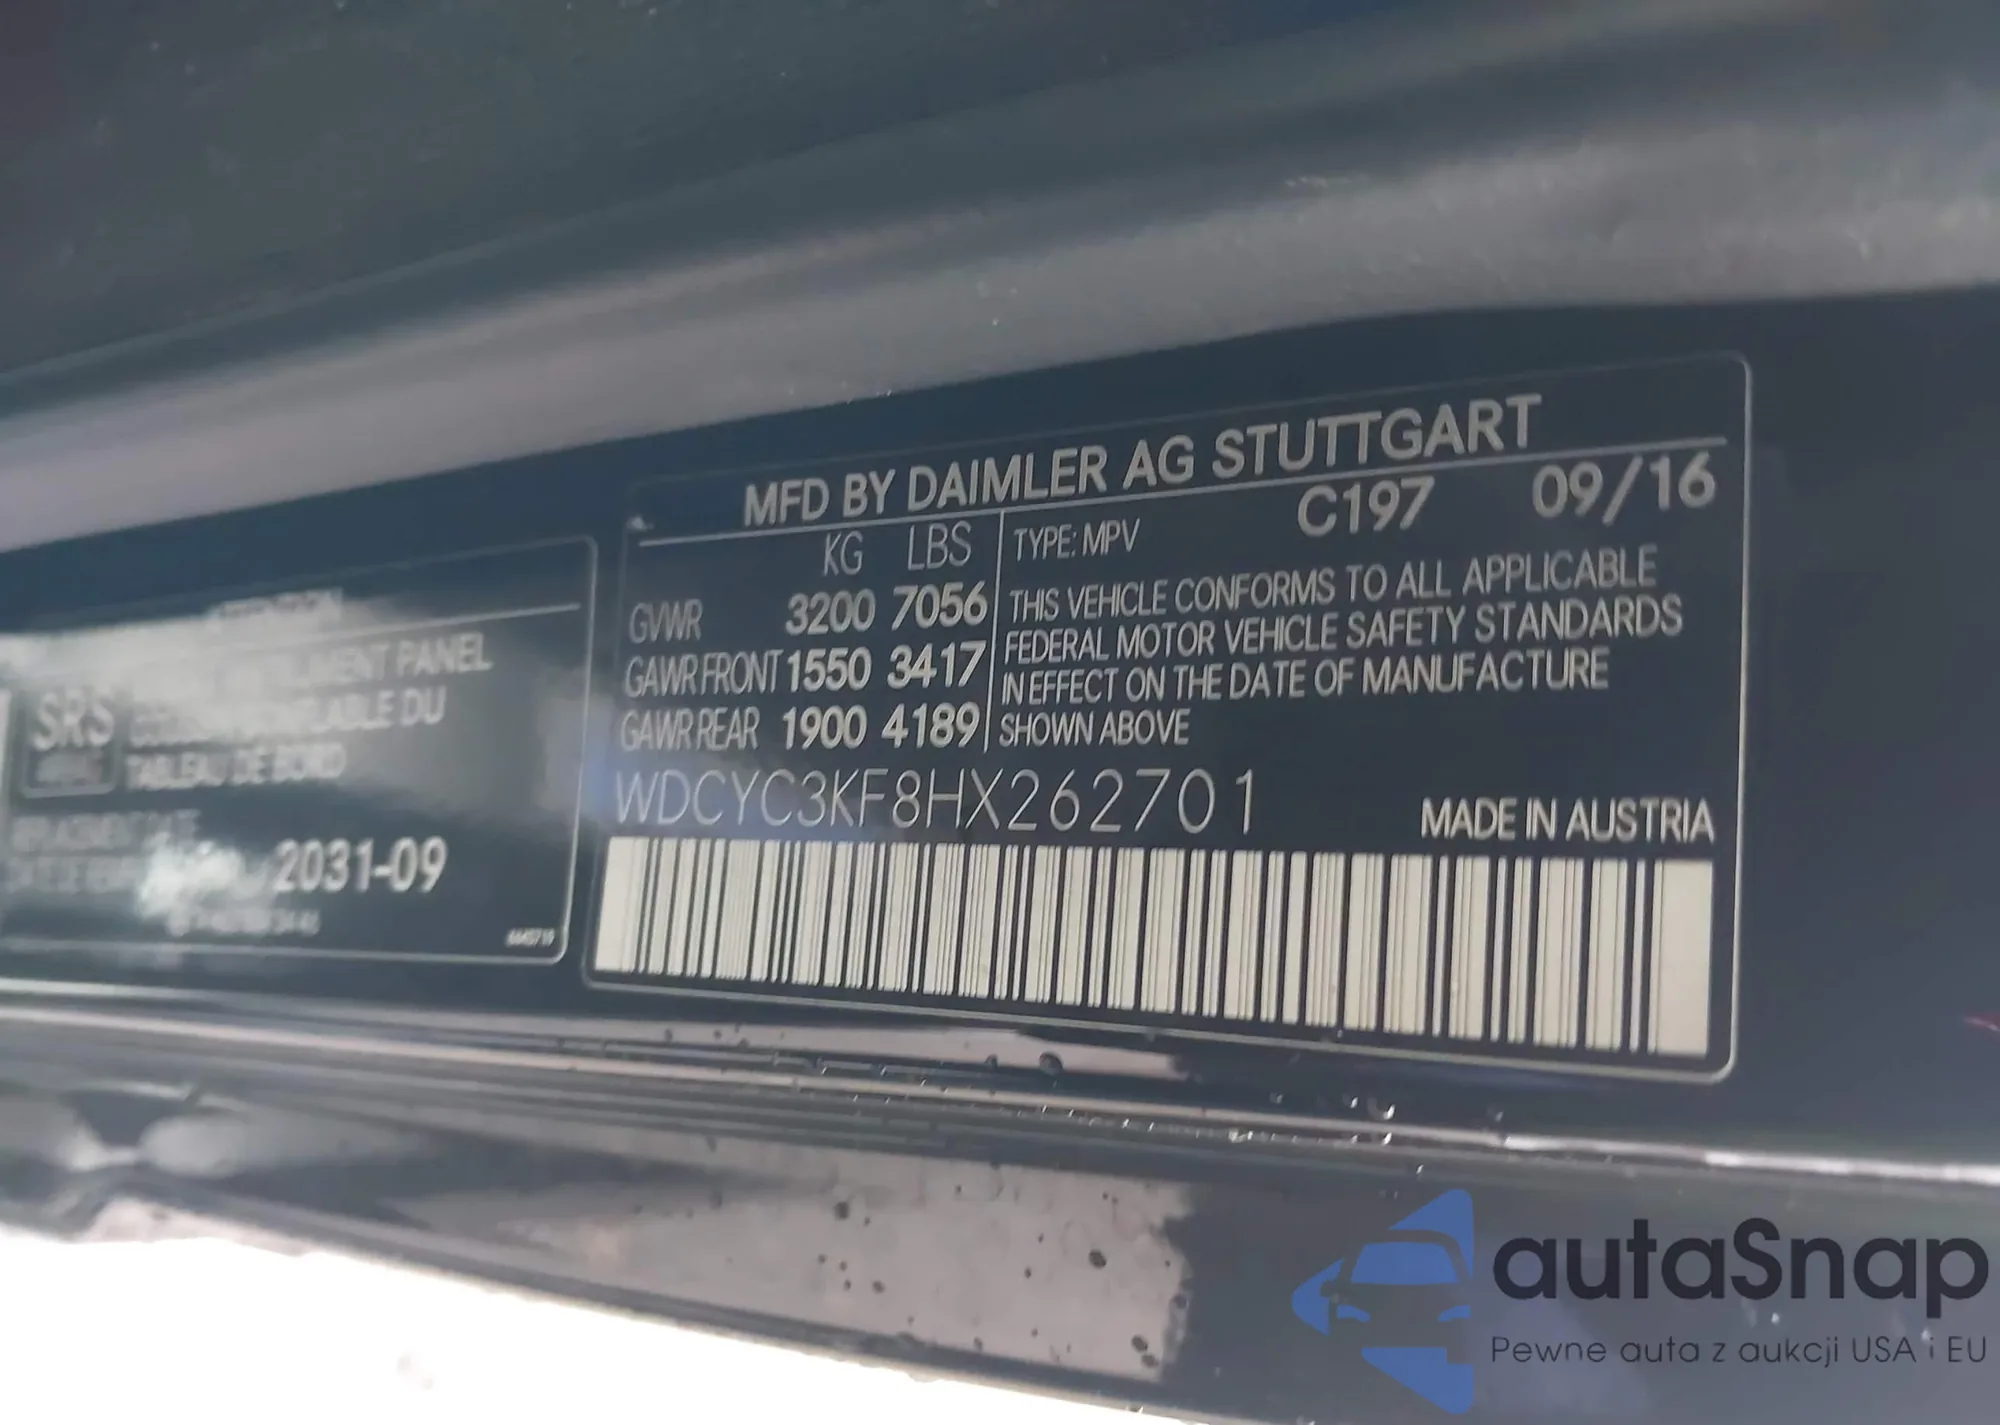 MFD BY DAIMLER AG STUTTGART
KG LBS
GVWR 3200 7056
GAWR FRONT 1550 3417
GAWR REAR 1900 4189
TYPE: MPV C197 09/16
THIS VEHICLE CONFORMS TO ALL APPLICABLE
FEDERAL MOTOR VEHICLE SAFETY STANDARDS
IN EFFECT ON THE DATE OF MANUFACTURE
SHOWN ABOVE
WDCYC3KF8HX262701
MADE IN AUSTRIA
PANEL
SRS DU
TABLEAU DE BORD
2031-09
autaSnap
Pewne auta z aukcji USA i EU